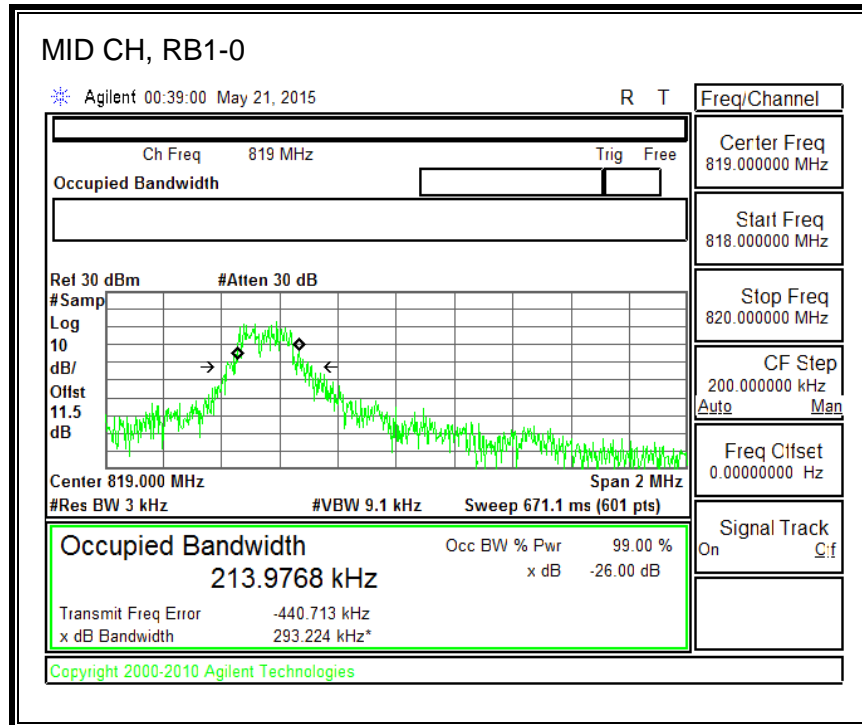 MID CH, RB1-0
Agilent 00:39:00 May 21, 2015 R T
Freq/Channel
Ch Freq 819 MHz Trig Free
Occupied Bandwidth
Center Freq
819.000000 MHz
Start Freq
818.000000 MHz
Stop Freq
820.000000 MHz
CF Step
200.000000 kHz
Auto Man
Freq Offset
0.00000000 Hz
Signal Track
On Off
Ref 30 dBm #Atten 30 dB
#Samp
Log
10
dB/
Offst
11.5
dB
Center 819.000 MHz Span 2 MHz
#Res BW 3 kHz #VBW 9.1 kHz Sweep 671.1 ms (601 pts)
Occupied Bandwidth Occ BW % Pwr 99.00 %
213.9768 kHz x dB -26.00 dB
Transmit Freq Error -440.713 kHz
x dB Bandwidth 293.224 kHz*
Copyright 2000-2010 Agilent Technologies